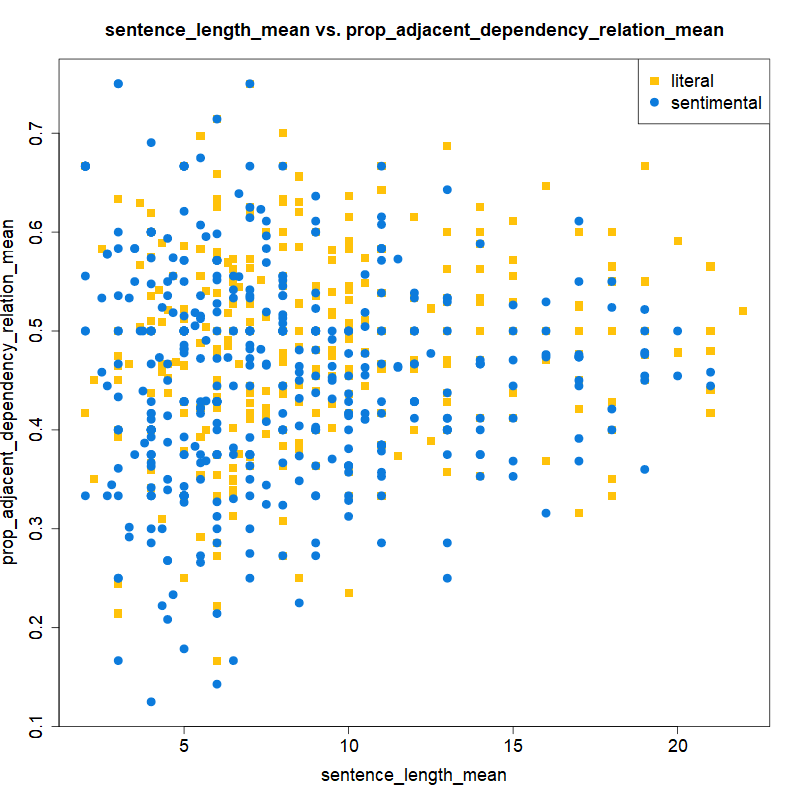 sentence_length_mean vs. prop_adjacent_dependency_relation_mean
literal
sentimental
prop_adjacent_dependency_relation_mean
0.7
0.6
0.5
0.4
0.3
0.2
0.1
5 10 15 20
sentence_length_mean